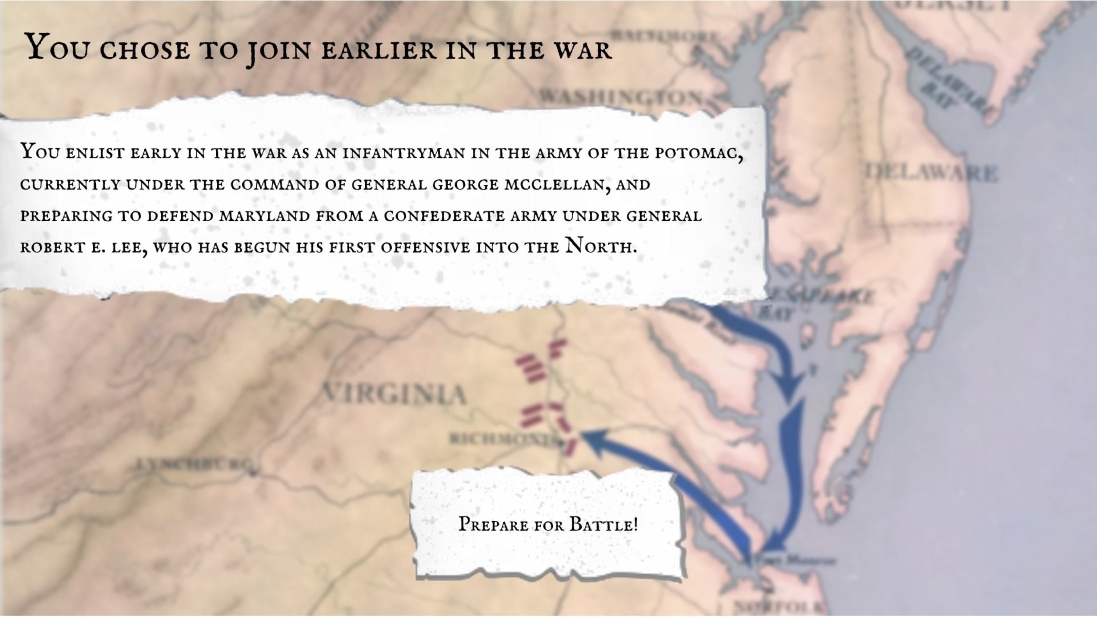 JERSEY
You chose to join earlier in the war
BALTIMORE
WASHINGTON
DELAWARE
BAY
You enlist early in the war as an infantryman in the army of the potomac,
currently under the command of general george mcclellan, and
preparing to defend maryland from a confederate army under general
robert e. lee, who has begun his first offensive into the North.
DELAWARE
BAY
VIRGINIA
RICHMOND
LYNCHBURG
Prepare for Battle!
NORFOLK